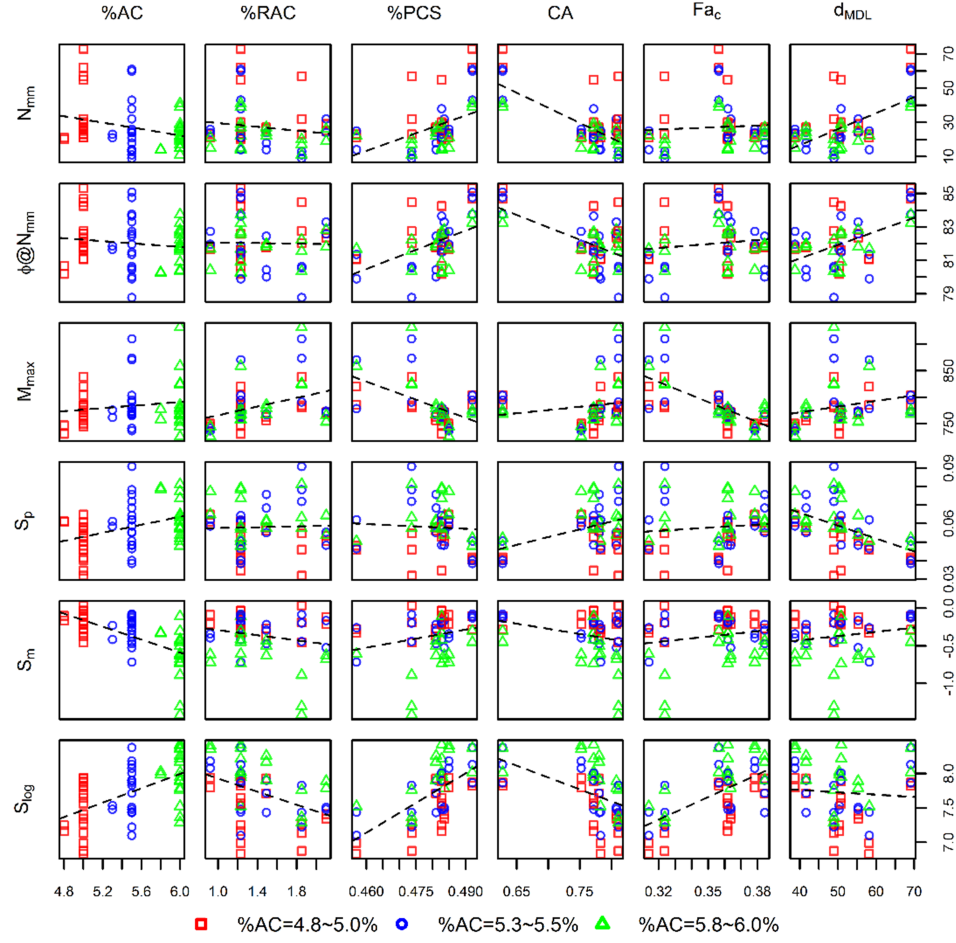 %AC %RAC %PCS CA Fa_c d_MDL
N_mm 70 50 30 10
ϕ@N_mm 85 83 81 79
M_max 850 750
S_p 0.09 0.06 0.03
S_m 0.0 -0.5 -1.0
S_log 8.0 7.5 7.0
4.8 5.2 5.6 6.0 1.0 1.4 1.8 0.460 0.475 0.490 0.65 0.75 0.32 0.34 0.36 0.38 40 50 60 70
%AC=4.8~5.0% %AC=5.3~5.5% %AC=5.8~6.0%